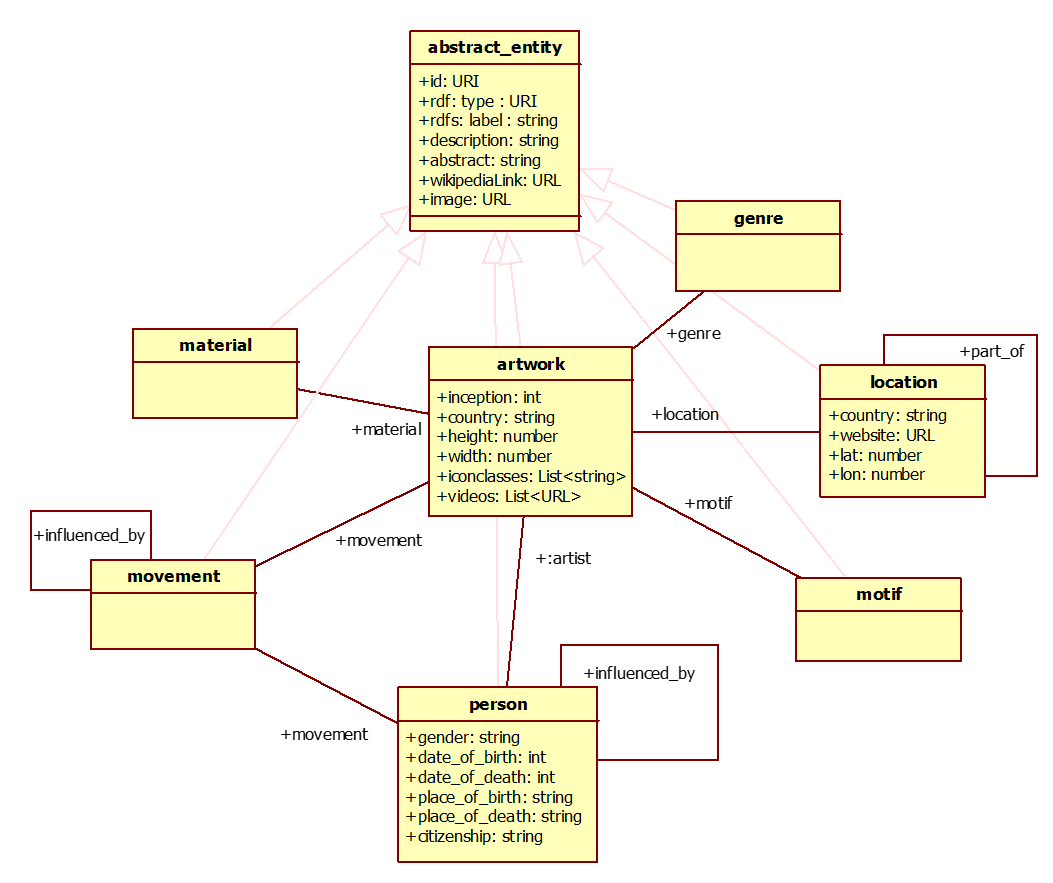 abstract_entity
+id: URI
+rdf: type : URI
+rdfs: label : string
+description: string
+abstract: string
+wikipediaLink: URL
+image: URL
genre
+genre
material
+material
artwork
+inception: int
+country: string
+height: number
+width: number
+iconclasses: List<string>
+videos: List<URL>
+location
+part_of
location
+country: string
+website: URL
+lat: number
+lon: number
+motif
motif
+influenced_by
movement
+movement
+:artist
+movement
+influenced_by
person
+gender: string
+date_of_birth: int
+date_of_death: int
+place_of_birth: string
+place_of_death: string
+citizenship: string